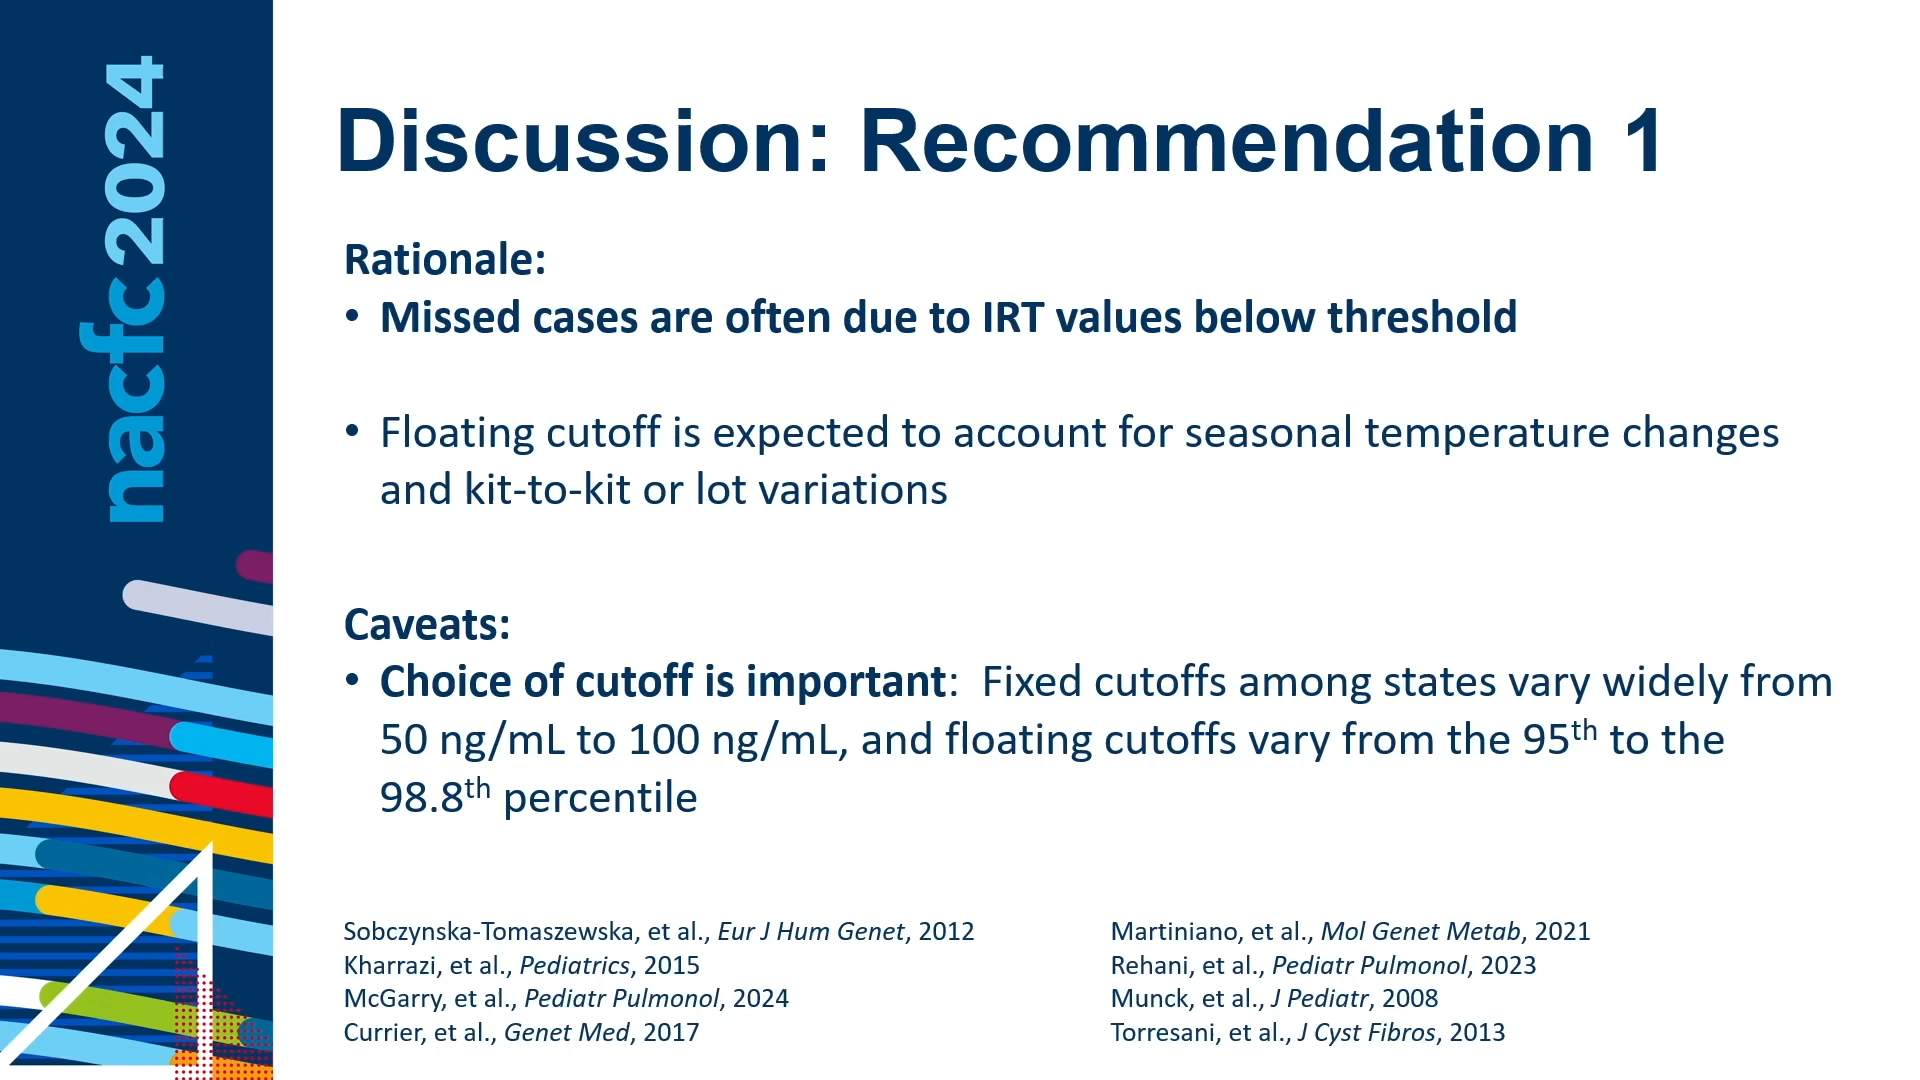 nacfc 2024
Discussion: Recommendation 1
Rationale:
• Missed cases are often due to IRT values below threshold
• Floating cutoff is expected to account for seasonal temperature changes
and kit-to-kit or lot variations
Caveats:
• Choice of cutoff is important:  Fixed cutoffs among states vary widely from
50 ng/mL to 100 ng/mL, and floating cutoffs vary from the 95th to the
98.8th percentile
Sobczynska-Tomaszewska, et al., Eur J Hum Genet, 2012
Kharrazi, et al., Pediatrics, 2015
McGarry, et al., Pediatr Pulmonol, 2024
Currier, et al., Genet Med, 2017
Martiniano, et al., Mol Genet Metab, 2021
Rehani, et al., Pediatr Pulmonol, 2023
Munck, et al., J Pediatr, 2008
Torresani, et al., J Cyst Fibros, 2013